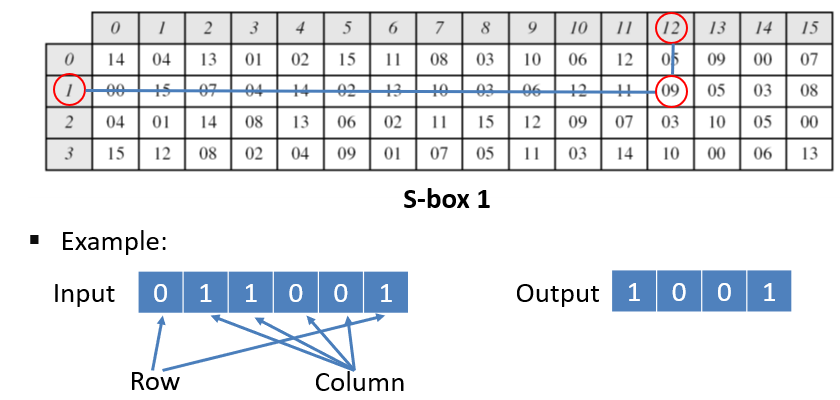 0 1 2 3 4 5 6 7 8 9 10 11 12 13 14 15
0 14 04 13 01 02 15 11 08 03 10 06 12 05 09 00 07
1 00 15 07 04 14 02 13 10 03 06 12 11 09 05 03 08
2 04 01 14 08 13 06 02 11 15 12 09 07 03 10 05 00
3 15 12 08 02 04 09 01 07 05 11 03 14 10 00 06 13
S-box 1
▪ Example:
Input 0 1 1 0 0 1 Output 1 0 0 1
Row Column